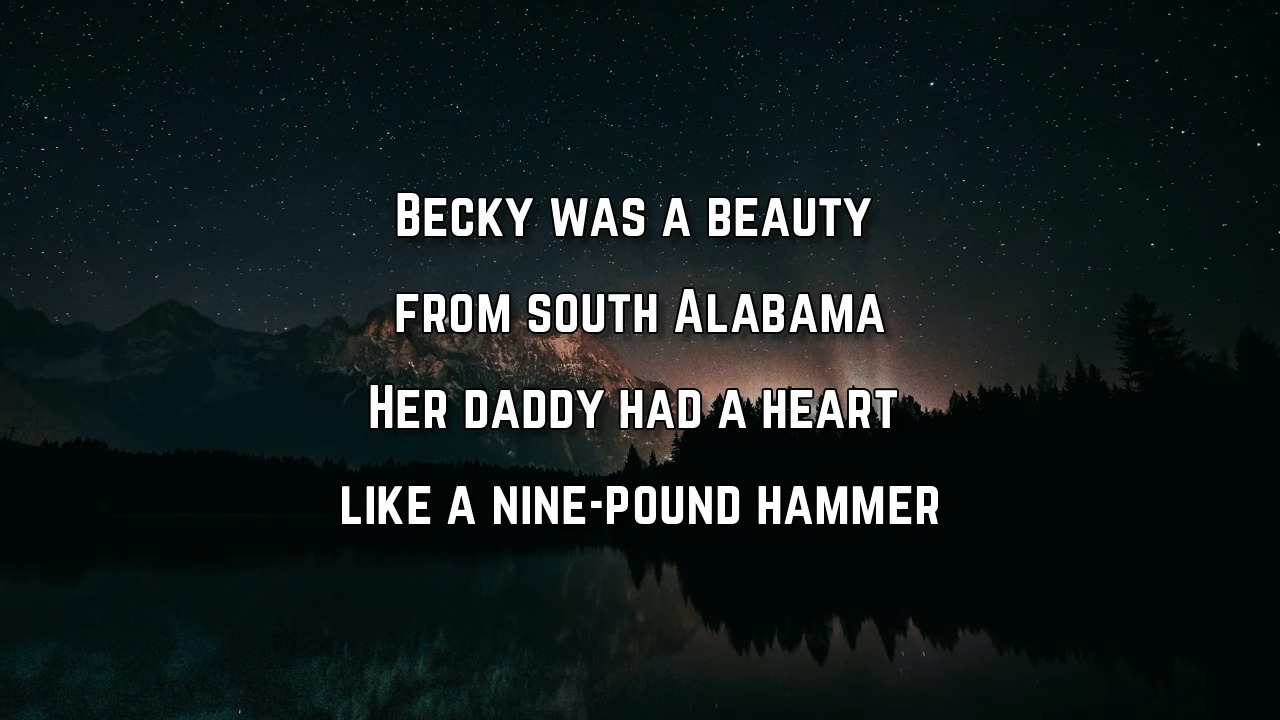 Becky was a beauty
from south Alabama
Her daddy had a heart
like a nine-pound hammer